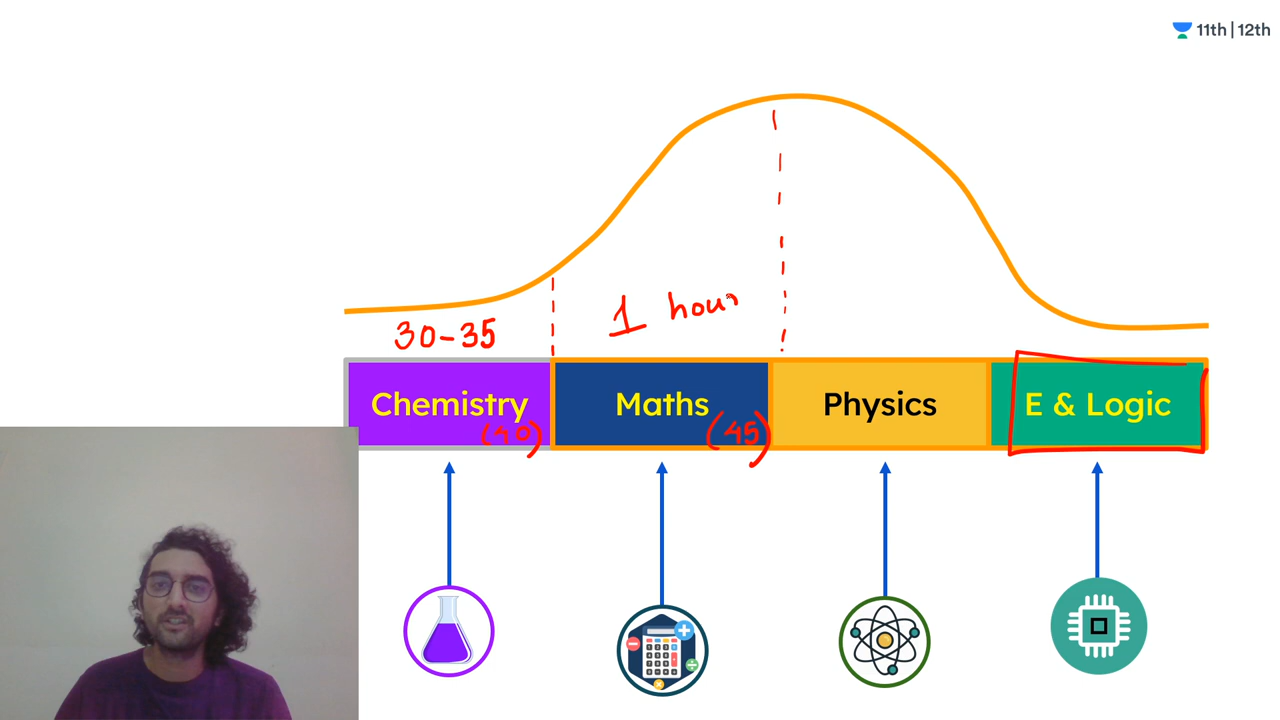 11th | 12th
1 hour
30-35
Chemistry
Maths
Physics
E & Logic
(40)
(45)